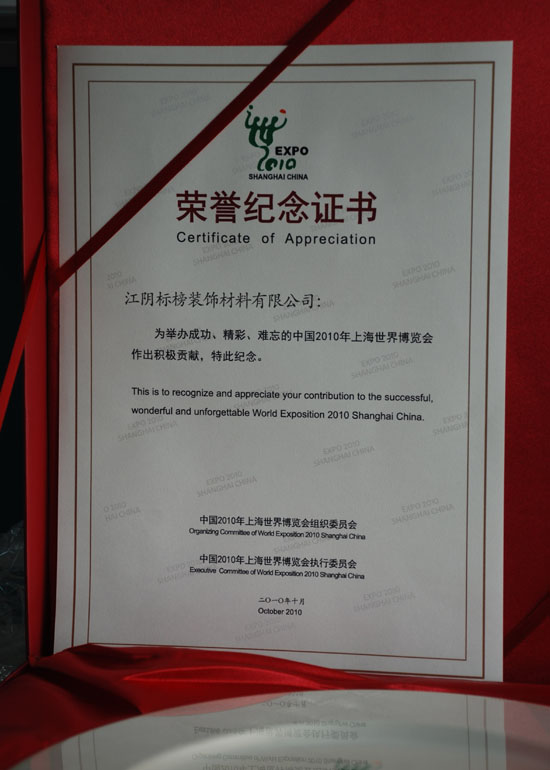 EXPO
2010
SHANGHAI CHINA
荣誉纪念证书
Certificate of Appreciation
江阴标榜装饰材料有限公司:
为举办成功、精彩、难忘的中国2010年上海世界博览会
作出积极贡献，特此纪念。
This is to recognize and appreciate your contribution to the successful,
wonderful and unforgettable World Exposition 2010 Shanghai China.
中国2010年上海世界博览会组织委员会
Organizing Committee of World Exposition 2010 Shanghai China
中国2010年上海世界博览会执行委员会
Executive Committee of World Exposition 2010 Shanghai China
二〇一〇年十月
October 2010